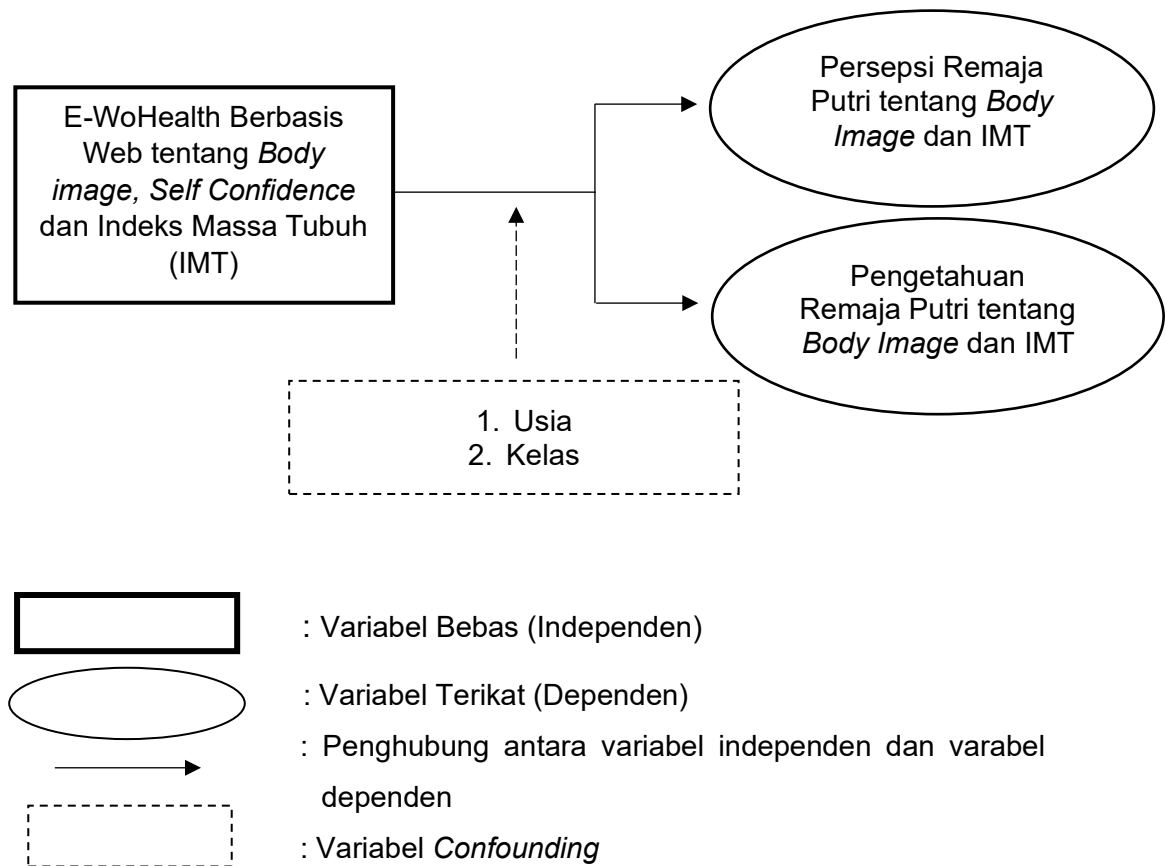 E-WoHealth Berbasis
Web tentang Body
image, Self Confidence
dan Indeks Massa Tubuh
(IMT)
Persepsi Remaja
Putri tentang Body
Image dan IMT
Pengetahuan
Remaja Putri tentang
Body Image dan IMT
1. Usia
2. Kelas
: Variabel Bebas (Independen)
: Variabel Terikat (Dependen)
: Penghubung antara variabel independen dan varabel
dependen
: Variabel Confounding